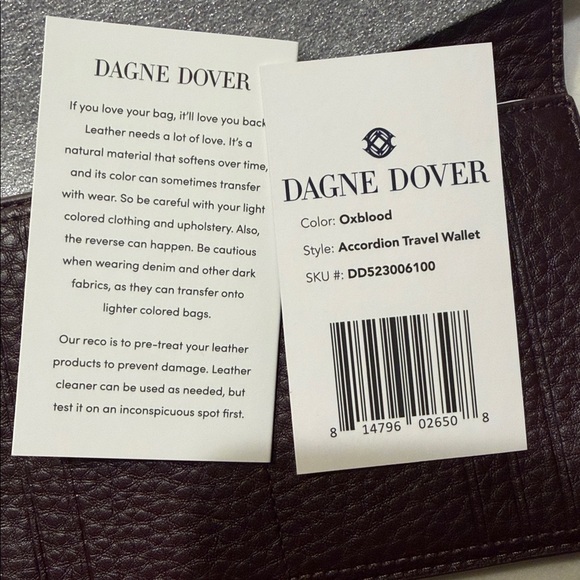 DAGNE DOVER
If you love your bag, it'll love you back
Leather needs a lot of love. It's a
natural material that softens over time,
and its color can sometimes transfer
with wear. So be careful with your light
colored clothing and upholstery. Also,
the reverse can happen. Be cautious
when wearing denim and other dark
fabrics, as they can transfer onto
lighter colored bags.
Our reco is to pre-treat your leather
products to prevent damage. Leather
cleaner can be used as needed, but
test it on an inconspicuous spot first.
DAGNE DOVER
Color: Oxblood
Style: Accordion Travel Wallet
SKU #: DD523006100
8 14796 02650 8